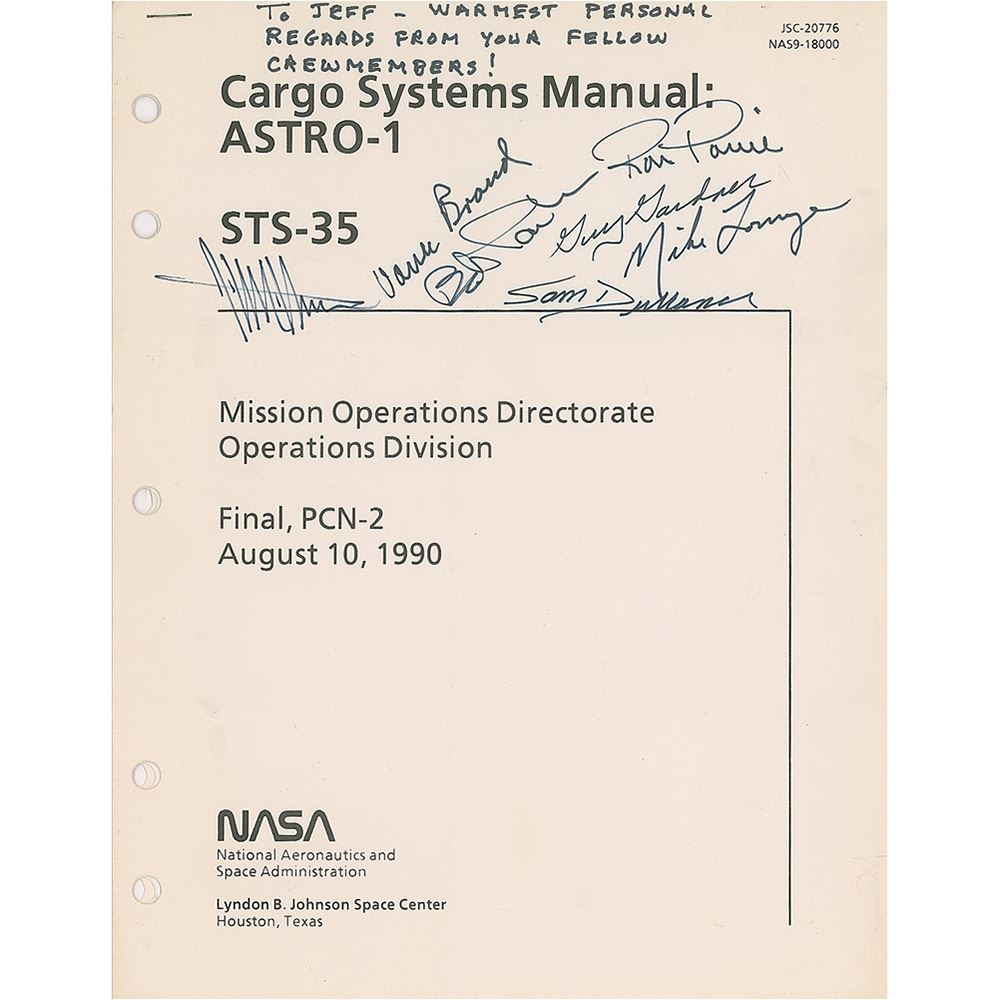 To JEFF - WARMEST PERSONAL
REGARDS FROM YOUR FELLOW
CREWMEMBERS!
JSC-20776
NAS9-18000
Cargo Systems Manual:
ASTRO-1
STS-35
Vance Brand
Ron Parise
Guy Gardner
Mike Lounge
Sam Durrance
Mission Operations Directorate
Operations Division
Final, PCN-2
August 10, 1990
NASA
National Aeronautics and
Space Administration
Lyndon B. Johnson Space Center
Houston, Texas